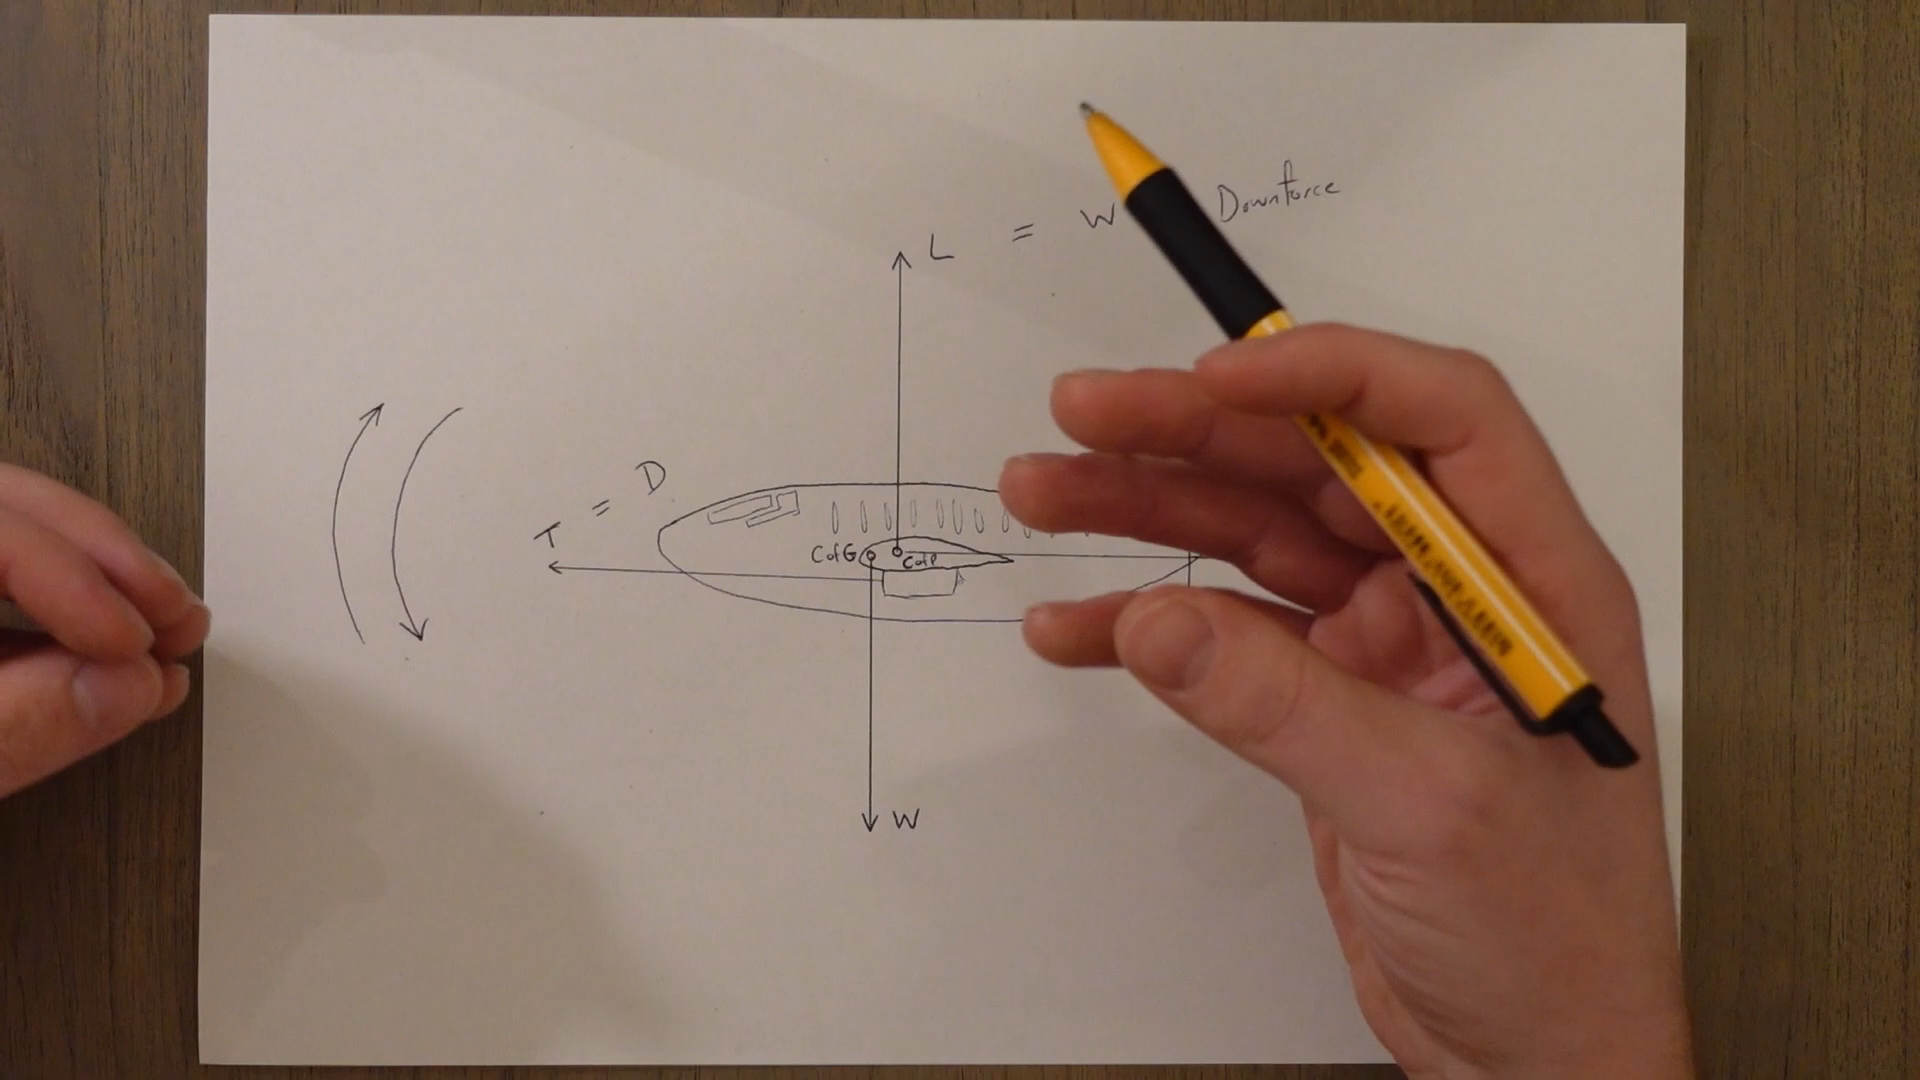 L = W Downforce
T = D
CofG CofP
W